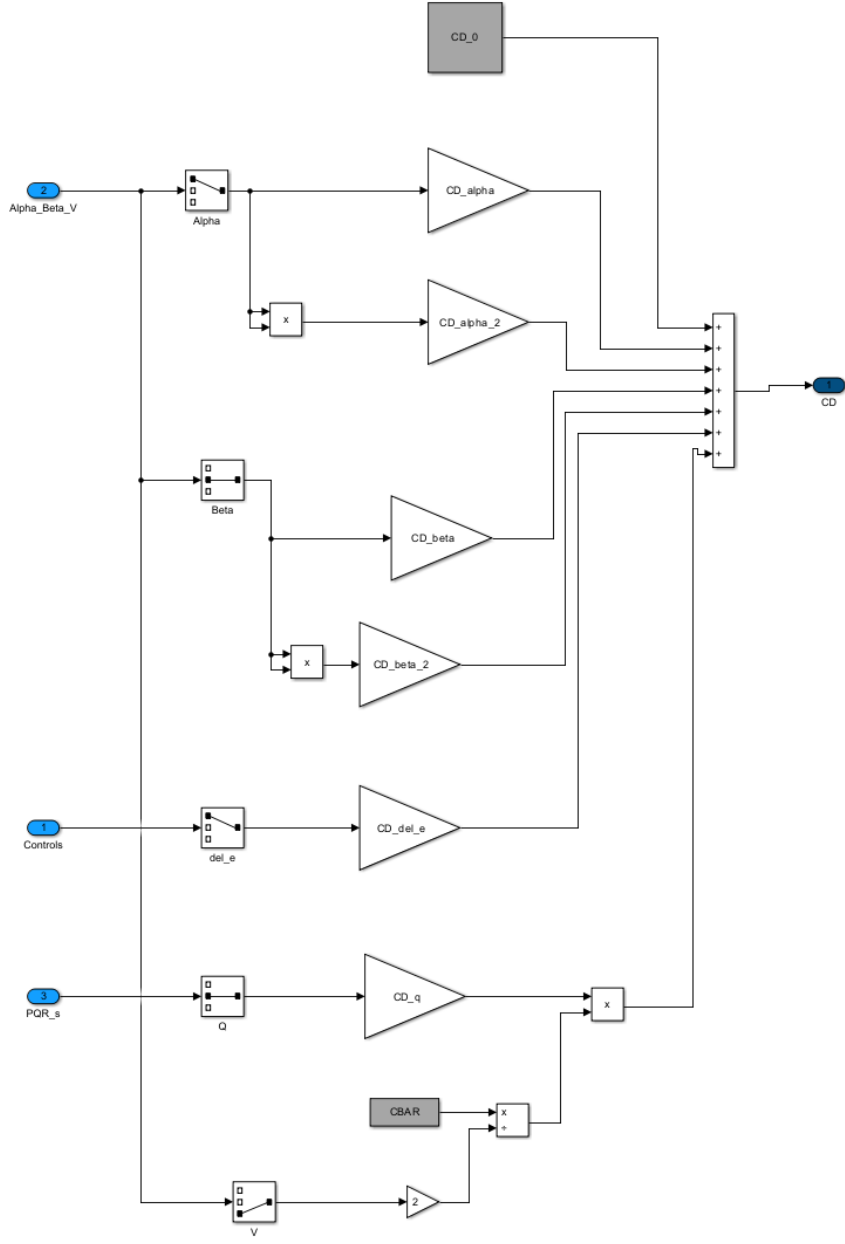 CD_0
2
Alpha_Beta_V
Alpha
CD_alpha
x
CD_alpha_2
+
+
+
+
+
+
+
1
CD
Beta
CD_beta
x
CD_beta_2
1
Controls
del_e
CD_del_e
3
PQR_s
Q
CD_q
x
CBAR
x
÷
V
2